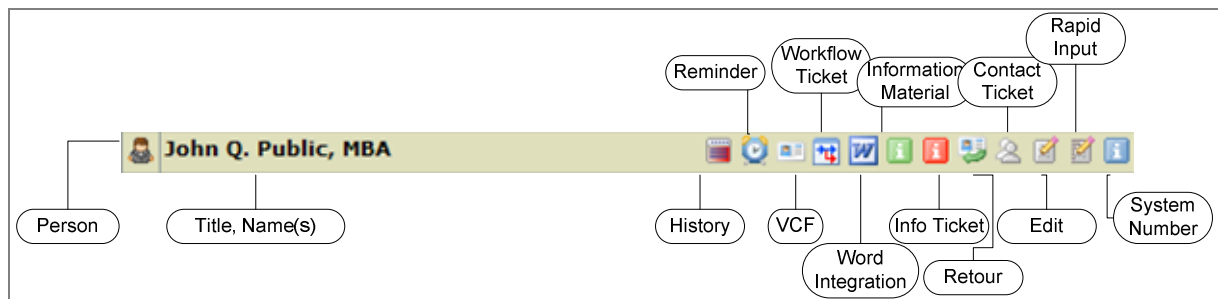 Rapid
Input
Workflow
Ticket
Reminder
Information
Material
Contact
Ticket
John Q. Public, MBA
Person
Title, Name(s)
History
VCF
Info Ticket
Edit
System
Number
Word
Integration
Retour